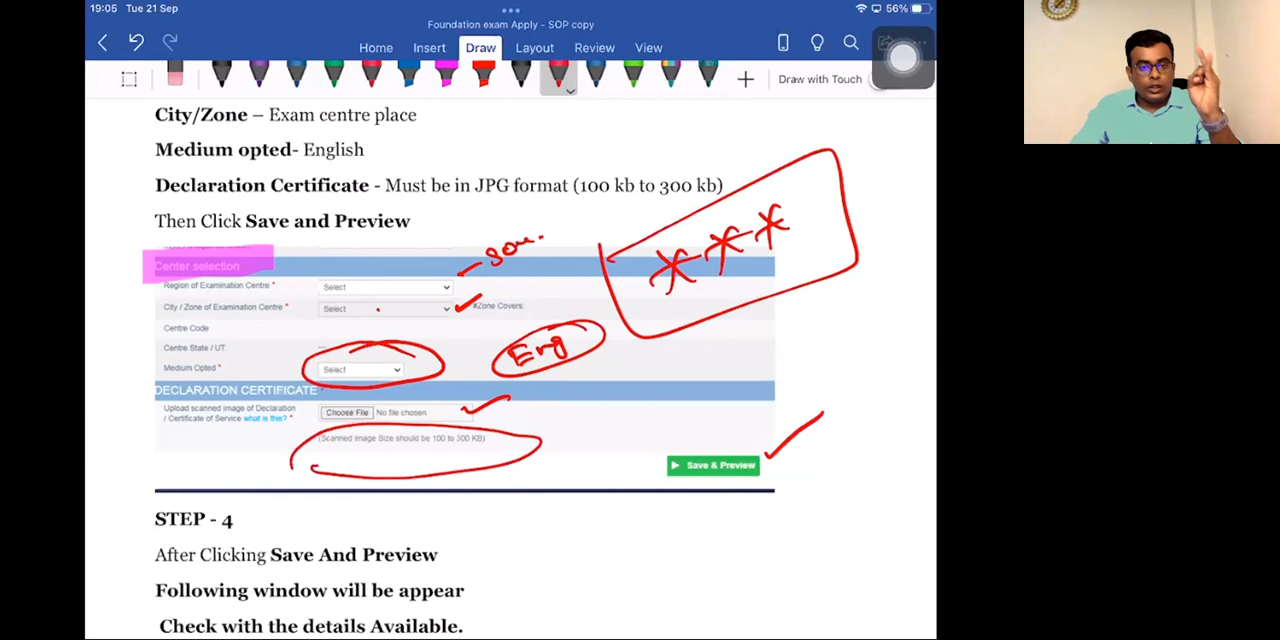 19:05 Tue 21 Sep
56%
Foundation exam Apply - SOP copy
Home Insert Draw Layout Review View
Draw with Touch
City/Zone – Exam centre place
Medium opted- English
Declaration Certificate - Must be in JPG format (100 kb to 300 kb)
Then Click Save and Preview
Center selection
Region of Examination Centre * Select
City / Zone of Examination Centre * Select #Zone Covers:
Centre Code
Centre State / UT
Eng
Medium Opted * Select
DECLARATION CERTIFICATE
Upload scanned image of Declaration Choose File No file chosen
/ Certificate of Service what is this? *
(Scanned image Size should be 100 to 300 KB)
Save & Preview
STEP - 4
After Clicking Save And Preview
Following window will be appear
Check with the details Available.